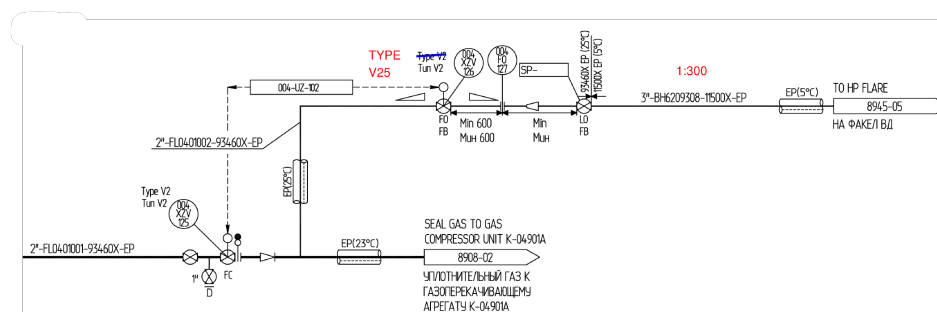 TYPE
V25
Type V2
Тип V2
004
XZV
126
004
FO
127
SP-
93460X EP (25°C)
11500X EP (5°C)
1:300
004-UZ-102
3"-BH6209308-11500X-EP
EP(5°C)
TO HP FLARE
8945-05
НА ФАКЕЛ ВД
FO
FB
Min 600
Мин 600
Min
Мин
LO
FB
2"-FL0401002-93460X-EP
EP(25°C)
Type V2
Тип V2
004
XZV
125
2"-FL0401001-93460X-EP
1"
D
FC
EP(23°C)
SEAL GAS TO GAS
COMPRESSOR UNIT K-04901A
8908-02
УПЛОТНИТЕЛЬНЫЙ ГАЗ К
ГАЗОПЕРЕКАЧИВАЮЩЕМУ
АГРЕГАТУ К-04901А